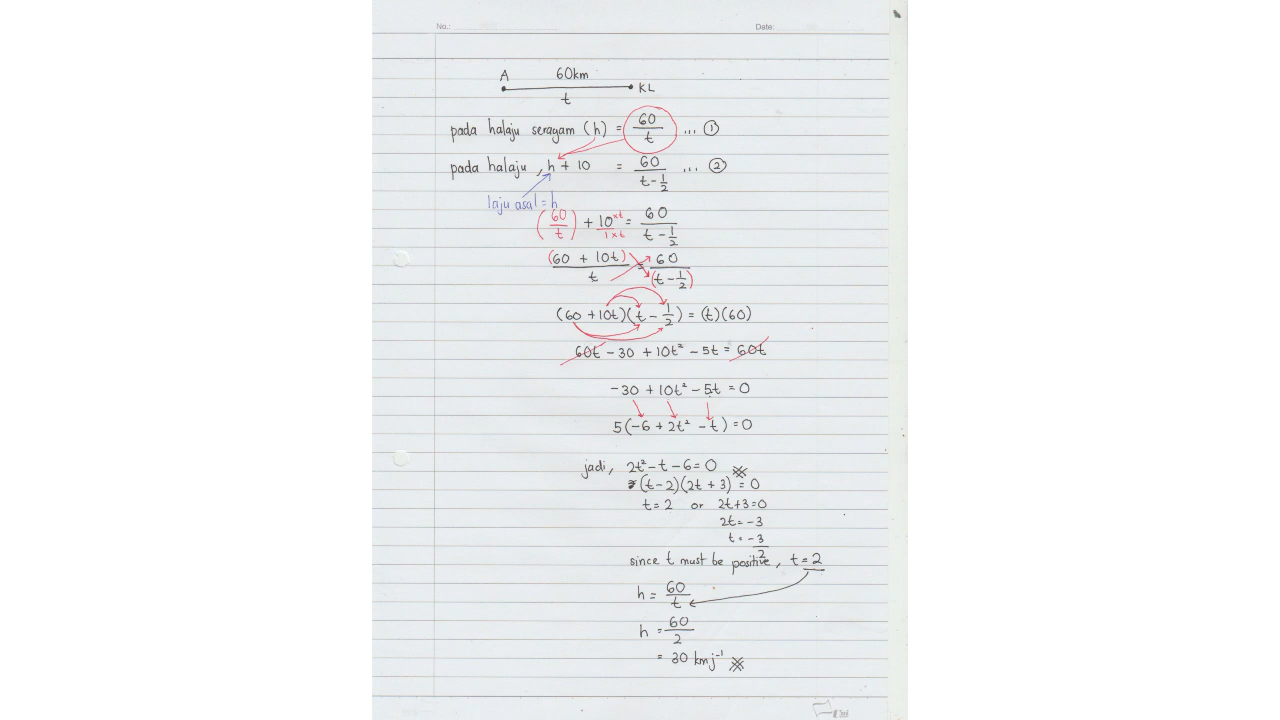 No.:
Date:
A 60km KL
t
pada halaju seragam (h) = 60/t ... ①
pada halaju, h + 10 = 60/(t - 1/2) ... ②
laju asal = h
(60/t) + 10 ×t / 1 ×t = 60/(t - 1/2)
(60 + 10t)/t = 60/(t - 1/2)
(60 + 10t)(t - 1/2) = (t)(60)
60t - 30 + 10t² - 5t = 60t
-30 + 10t² - 5t = 0
5(-6 + 2t² - t) = 0
jadi, 2t² - t - 6 = 0
(t - 2)(2t + 3) = 0
t = 2 or 2t + 3 = 0
2t = -3
t = -3/2
since t must be positive, t = 2
h = 60/t
h = 60/2
= 30 kmj⁻¹